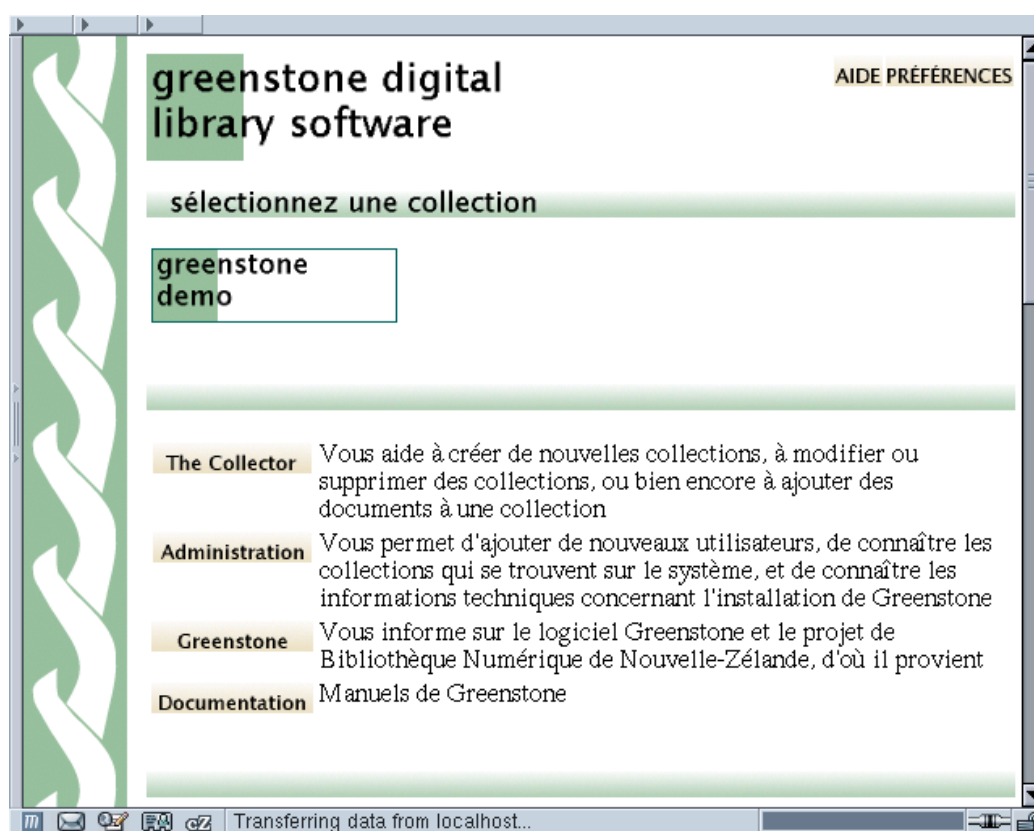 greenstone digital
library software
AIDE PRÉFÉRENCES
sélectionnez une collection
greenstone
demo
The Collector
Vous aide à créer de nouvelles collections, à modifier ou
supprimer des collections, ou bien encore à ajouter des
documents à une collection
Administration
Vous permet d'ajouter de nouveaux utilisateurs, de connaître les
collections qui se trouvent sur le système, et de connaître les
informations techniques concernant l'installation de Greenstone
Greenstone
Vous informe sur le logiciel Greenstone et le projet de
Bibliothèque Numérique de Nouvelle-Zélande, d'où il provient
Documentation
Manuels de Greenstone
Transferring data from localhost...